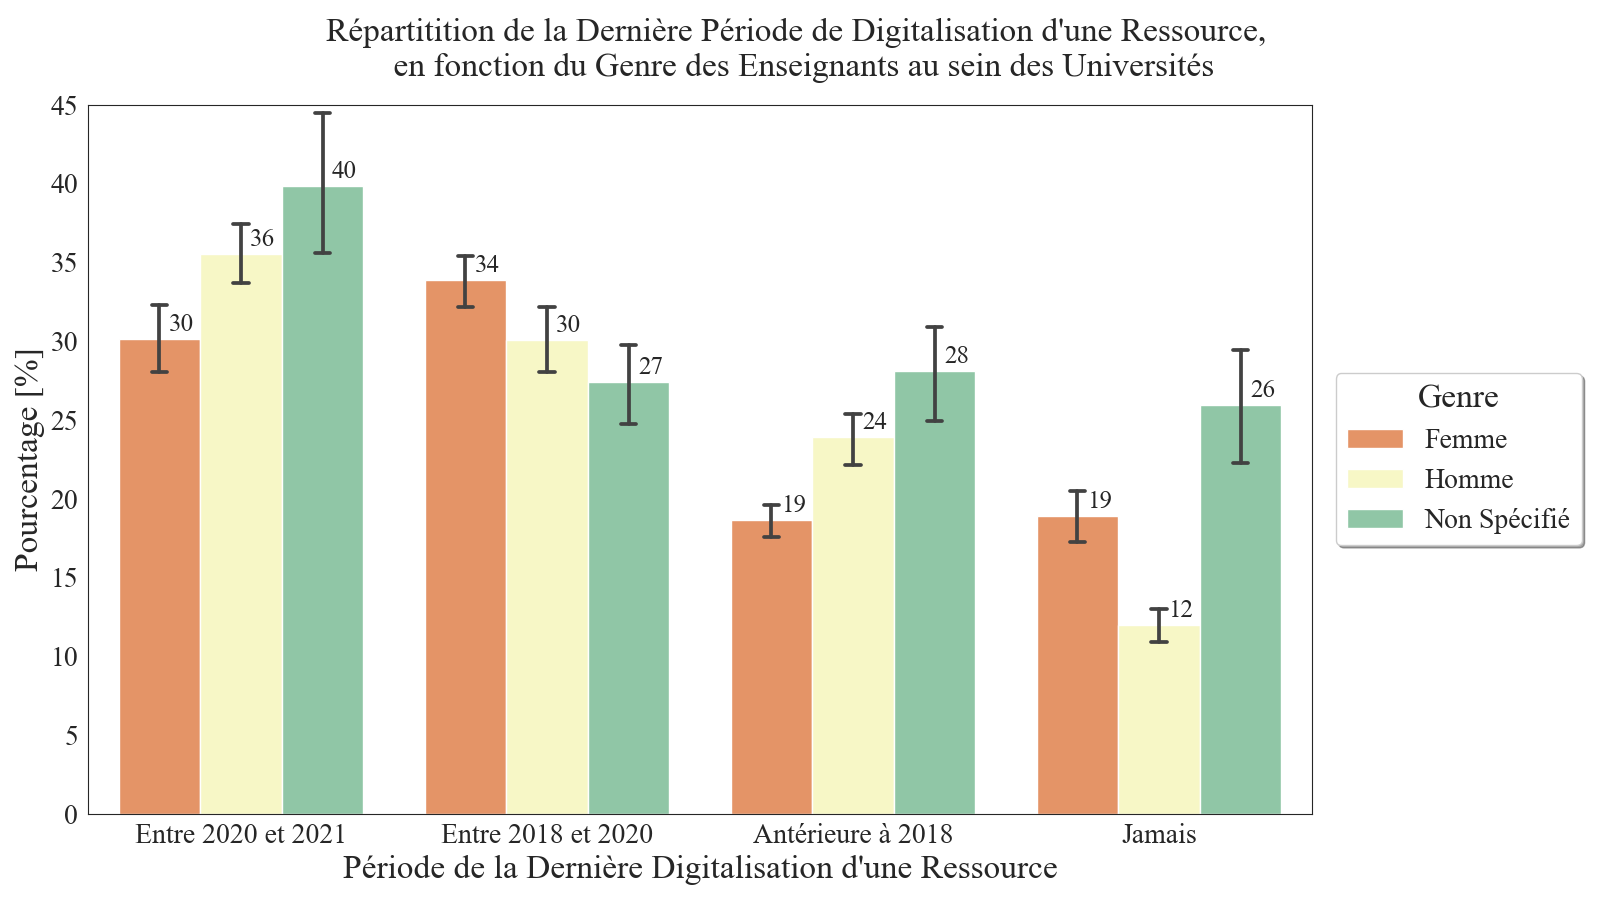 Répartitition de la Dernière Période de Digitalisation d'une Ressource,
en fonction du Genre des Enseignants au sein des Universités
Pourcentage [%]
45
40
35
30
25
20
15
10
5
0
30
36
40
34
30
27
19
24
28
19
12
26
Entre 2020 et 2021
Entre 2018 et 2020
Antérieure à 2018
Jamais
Période de la Dernière Digitalisation d'une Ressource
Genre
Femme
Homme
Non Spécifié